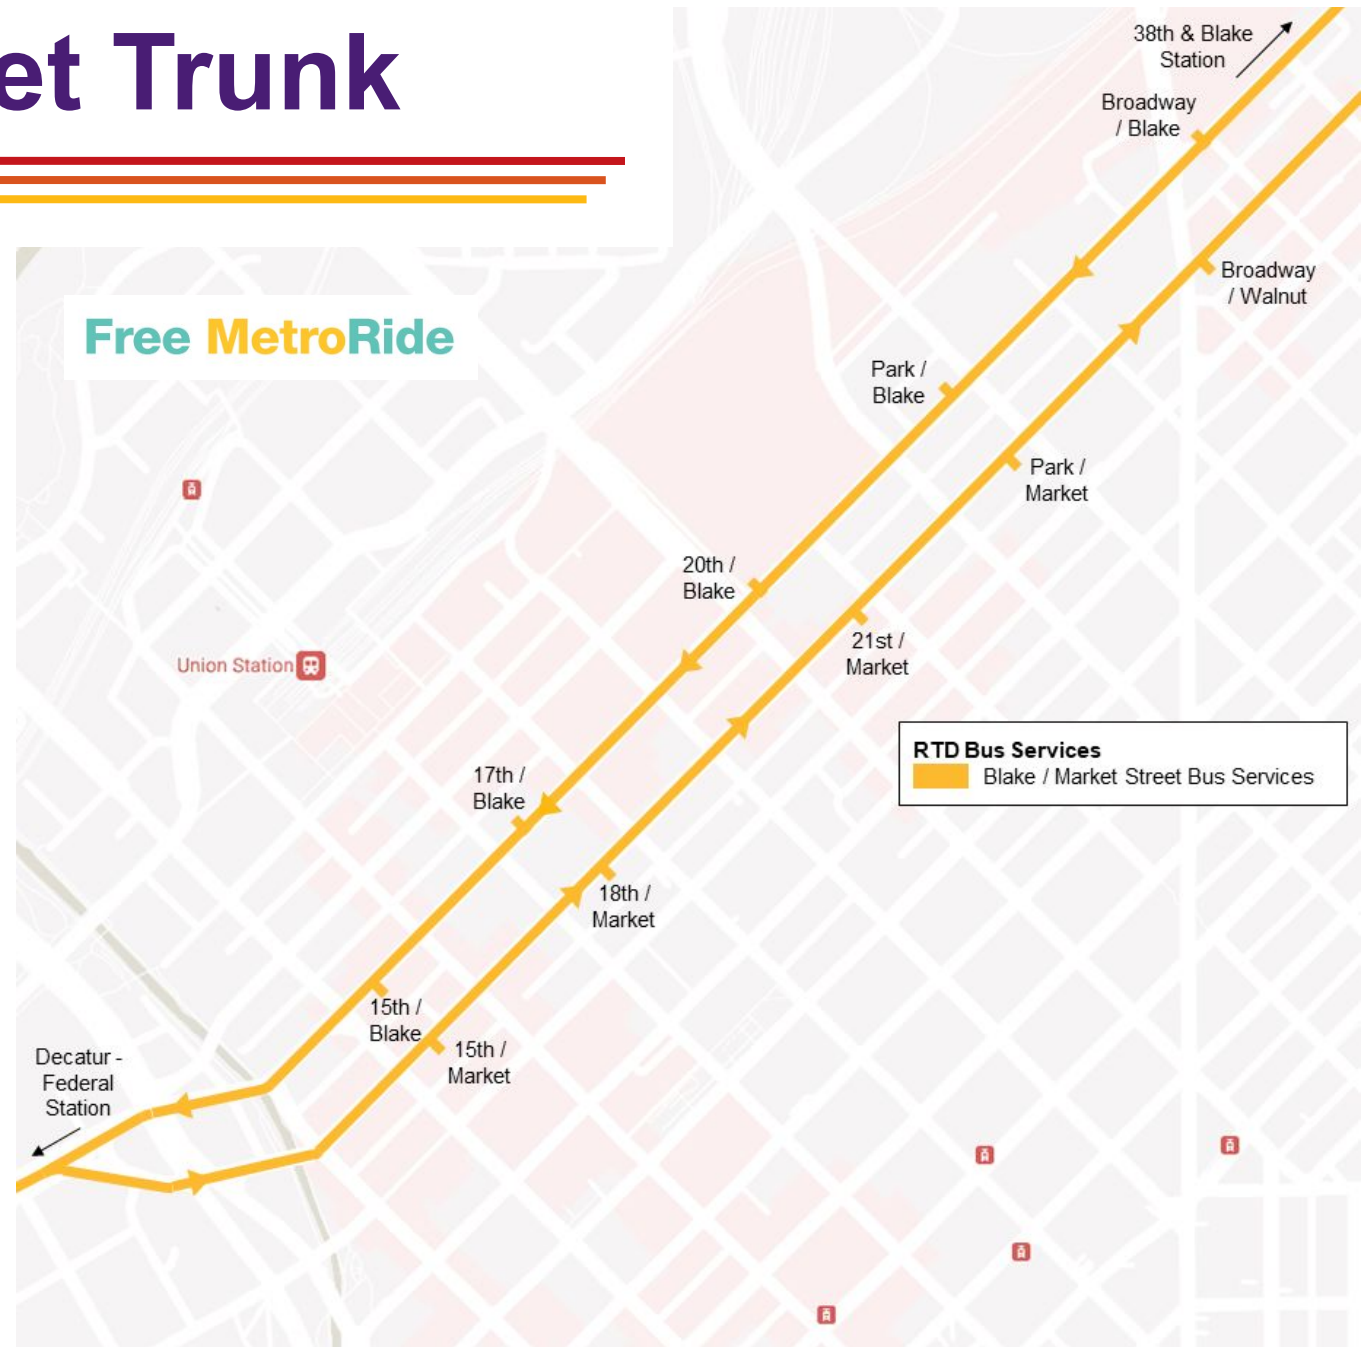 et Trunk
38th & Blake
Station
Broadway
/ Blake
Broadway
/ Walnut
Free MetroRide
Park /
Blake
Park /
Market
20th /
Blake
21st /
Market
Union Station
RTD Bus Services
Blake / Market Street Bus Services
17th /
Blake
18th /
Market
15th /
Blake
15th /
Market
Decatur -
Federal
Station